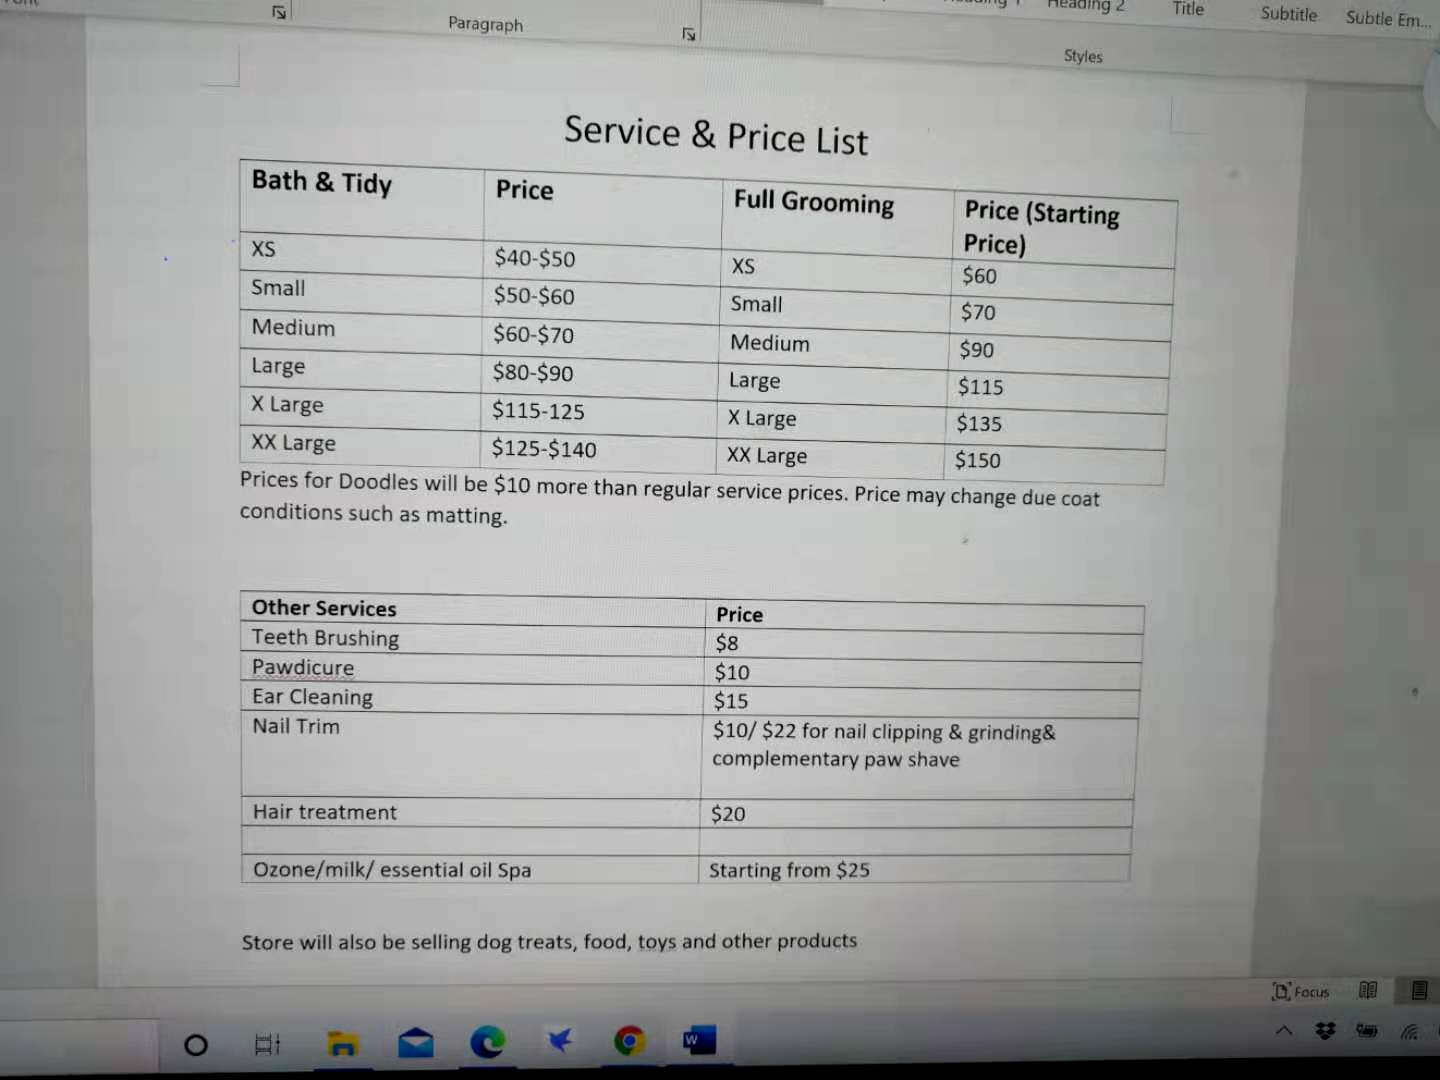 Paragraph
Heading 2
Title
Subtitle
Subtle Em...
Styles
Service & Price List
Bath & Tidy Price Full Grooming Price (Starting
Price)
XS $40-$50 XS $60
Small $50-$60 Small $70
Medium $60-$70 Medium $90
Large $80-$90 Large $115
X Large $115-125 X Large $135
XX Large $125-$140 XX Large $150
Prices for Doodles will be $10 more than regular service prices. Price may change due coat
conditions such as matting.
Other Services Price
Teeth Brushing $8
Pawdicure $10
Ear Cleaning $15
Nail Trim $10/ $22 for nail clipping & grinding&
complementary paw shave
Hair treatment $20
Ozone/milk/ essential oil Spa Starting from $25
Store will also be selling dog treats, food, toys and other products
Focus
W